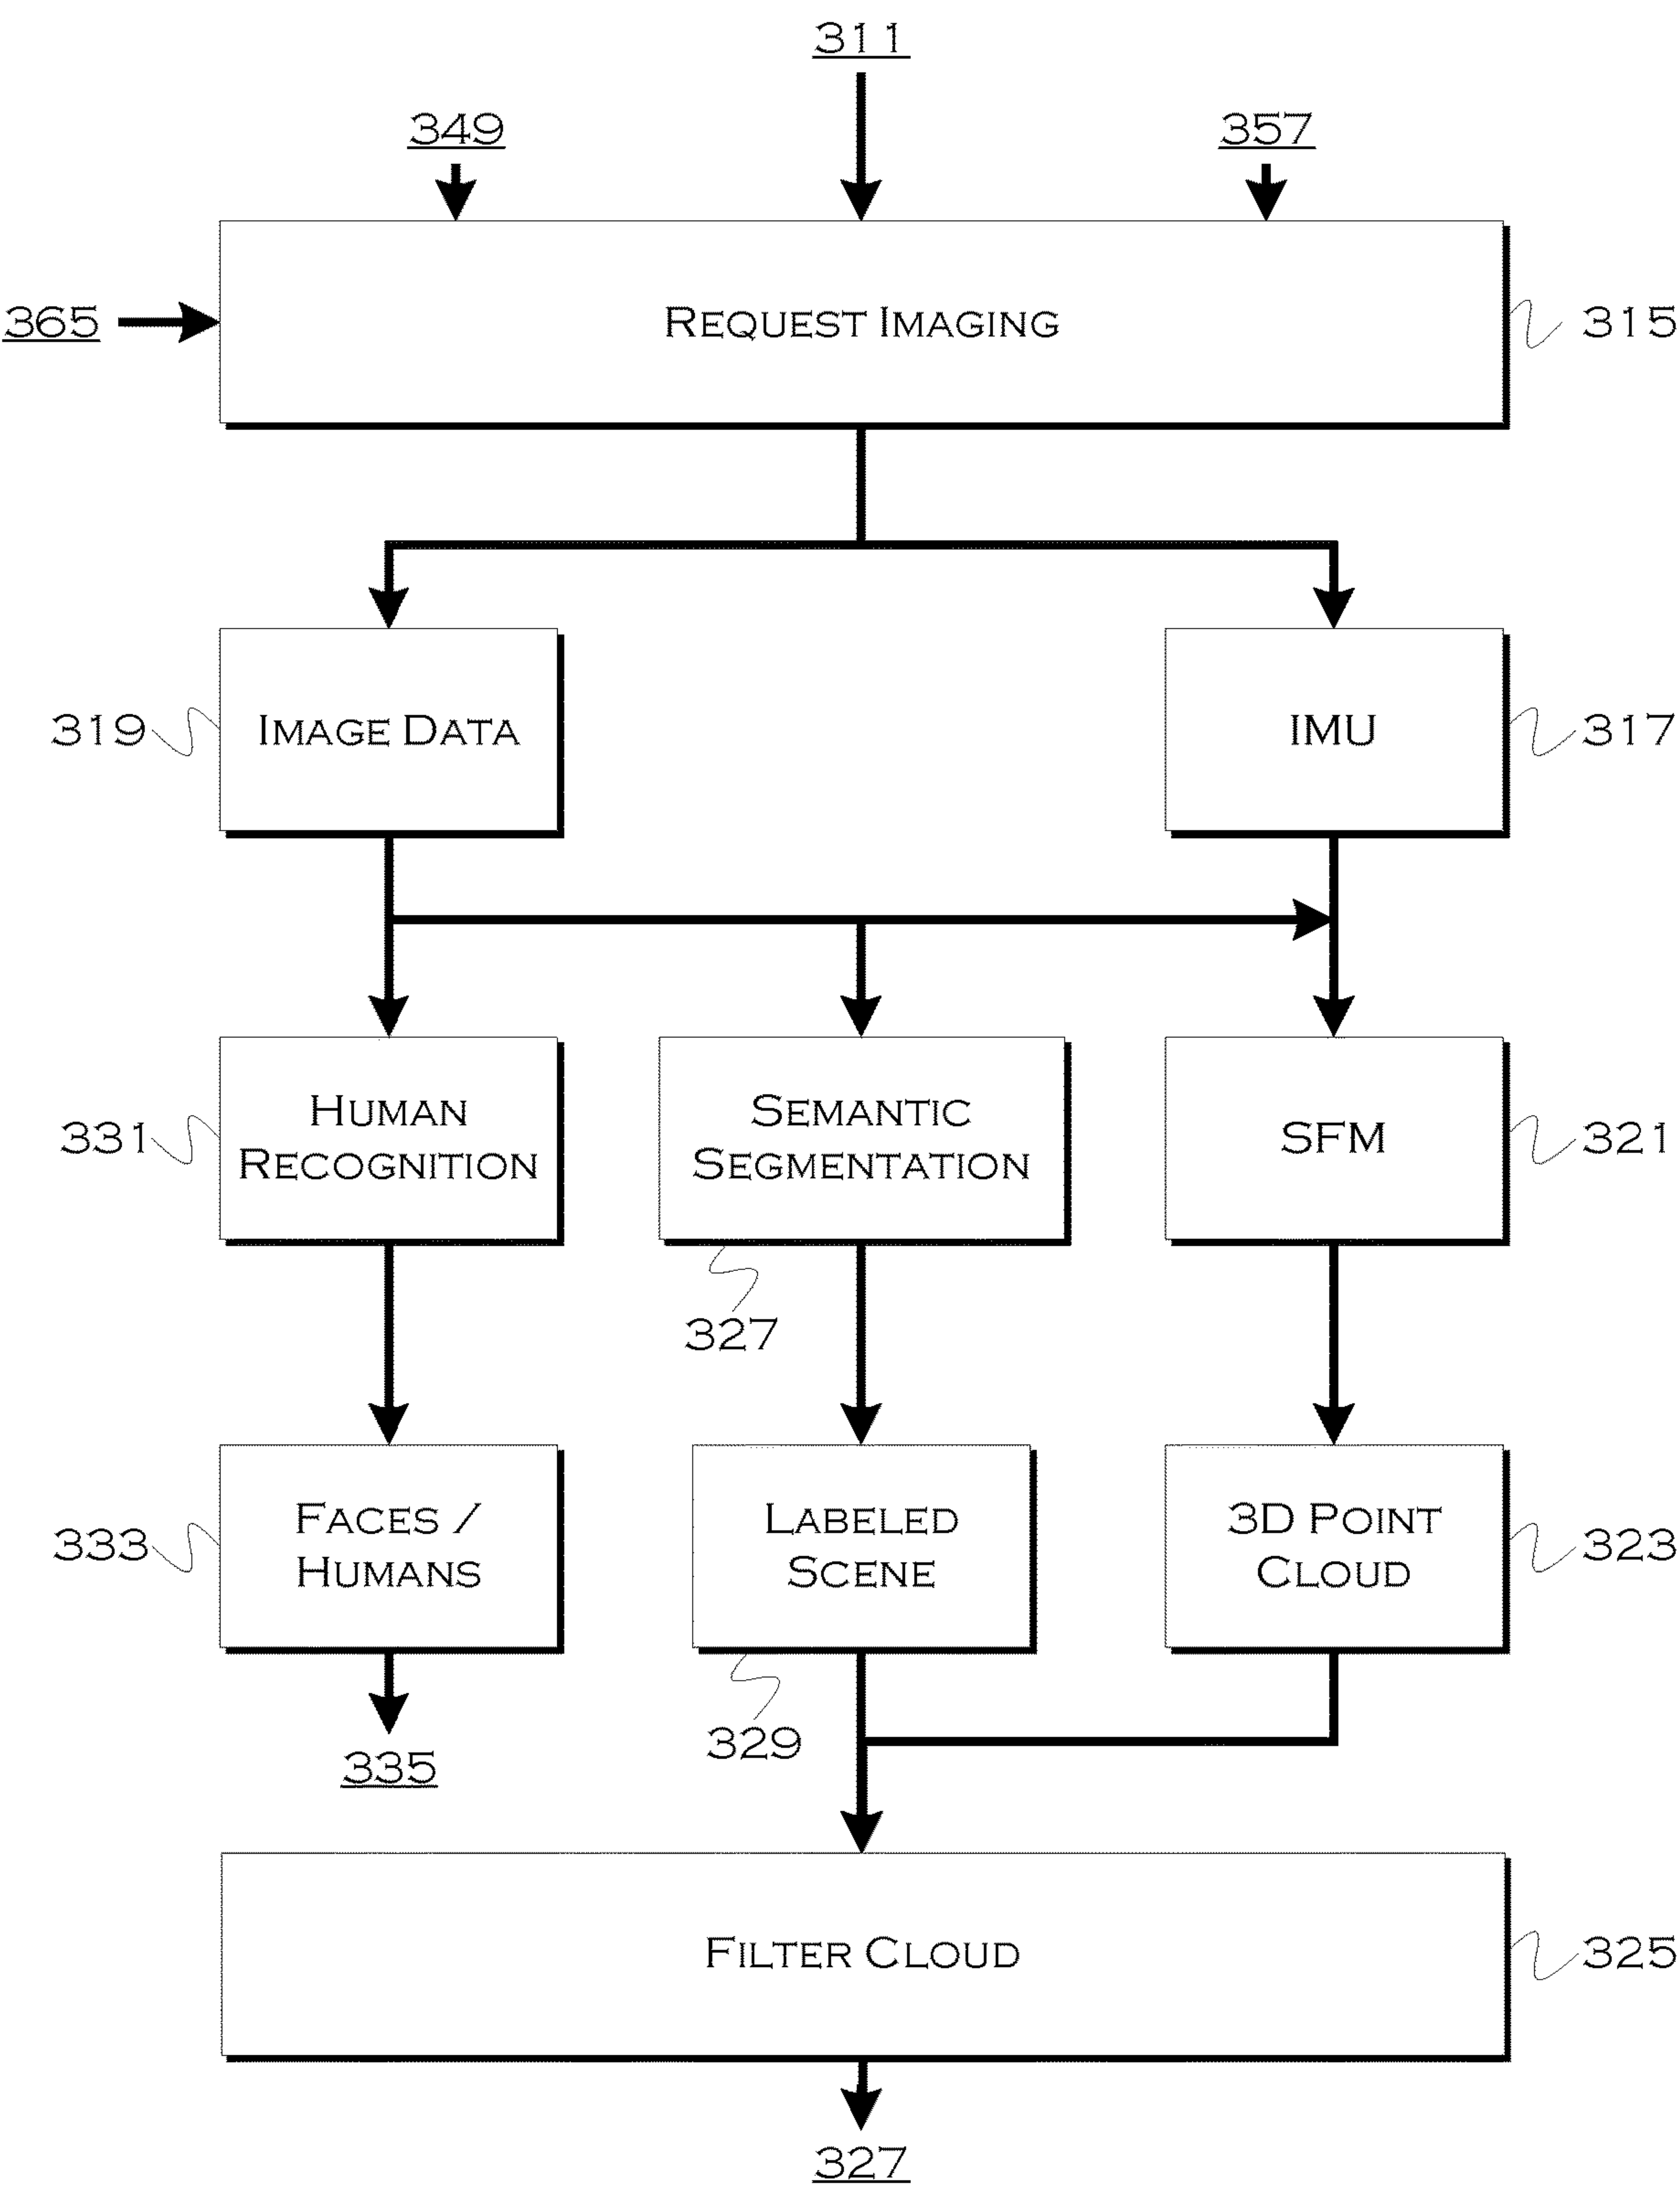 311
349
357
365
REQUEST IMAGING
315
319
IMAGE DATA
IMU
317
331
HUMAN
RECOGNITION
SEMANTIC
SEGMENTATION
SFM
321
327
333
FACES /
HUMANS
LABELED
SCENE
3D POINT
CLOUD
323
329
335
FILTER CLOUD
325
327